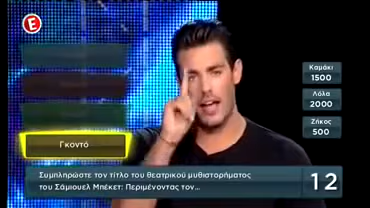 E
Καμάκι
1500
Λόλα
2000
Ζήκος
500
Γκοντό
Συμπληρώστε τον τίτλο του θεατρικού μυθιστορήματος
του Σάμιουελ Μπέκετ: Περιμένοντας τον...
12